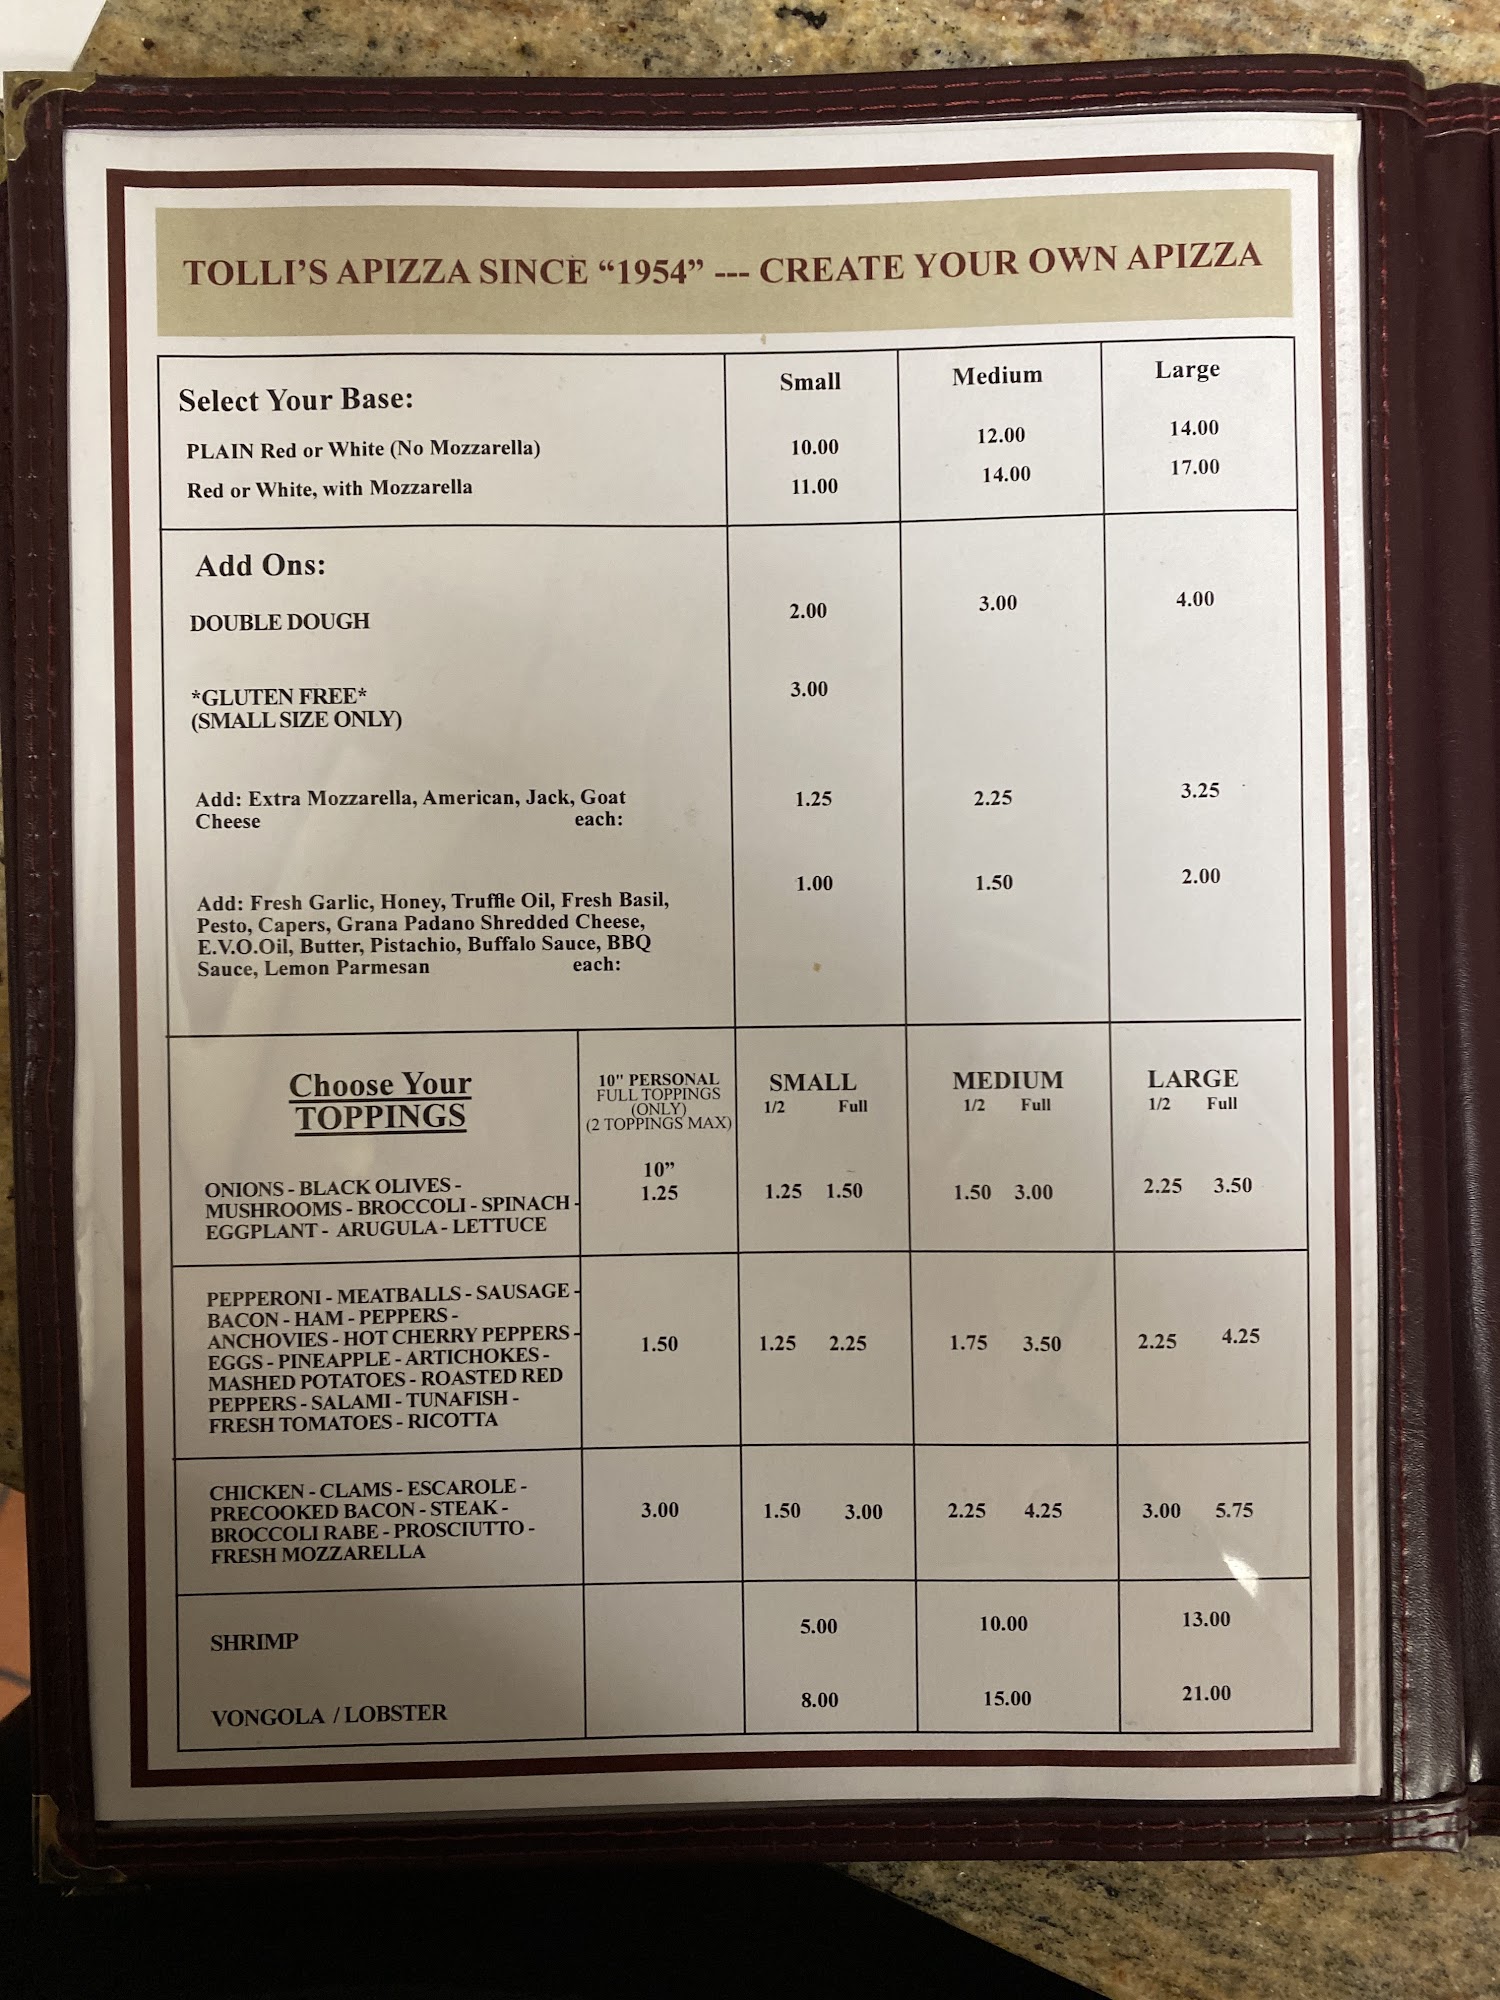 TOLLI'S APIZZA SINCE “1954” --- CREATE YOUR OWN APIZZA
Select Your Base: Small Medium Large
PLAIN Red or White (No Mozzarella) 10.00 12.00 14.00
Red or White, with Mozzarella 11.00 14.00 17.00
Add Ons:
DOUBLE DOUGH 2.00 3.00 4.00
*GLUTEN FREE* 3.00
(SMALL SIZE ONLY)
Add: Extra Mozzarella, American, Jack, Goat 1.25 2.25 3.25
Cheese each:
Add: Fresh Garlic, Honey, Truffle Oil, Fresh Basil, 1.00 1.50 2.00
Pesto, Capers, Grana Padano Shredded Cheese,
E.V.O.Oil, Butter, Pistachio, Buffalo Sauce, BBQ
Sauce, Lemon Parmesan each:
Choose Your
TOPPINGS
10" PERSONAL
FULL TOPPINGS
(ONLY)
(2 TOPPINGS MAX)
SMALL MEDIUM LARGE
1/2 Full 1/2 Full 1/2 Full
10”
ONIONS - BLACK OLIVES - 1.25 1.25 1.50 1.50 3.00 2.25 3.50
MUSHROOMS - BROCCOLI - SPINACH -
EGGPLANT - ARUGULA - LETTUCE
PEPPERONI - MEATBALLS - SAUSAGE -
BACON - HAM - PEPPERS -
ANCHOVIES - HOT CHERRY PEPPERS - 1.50 1.25 2.25 1.75 3.50 2.25 4.25
EGGS - PINEAPPLE - ARTICHOKES -
MASHED POTATOES - ROASTED RED
PEPPERS - SALAMI - TUNAFISH -
FRESH TOMATOES - RICOTTA
CHICKEN - CLAMS - ESCAROLE -
PRECOOKED BACON - STEAK - 3.00 1.50 3.00 2.25 4.25 3.00 5.75
BROCCOLI RABE - PROSCIUTTO -
FRESH MOZZARELLA
SHRIMP 5.00 10.00 13.00
VONGOLA / LOBSTER 8.00 15.00 21.00